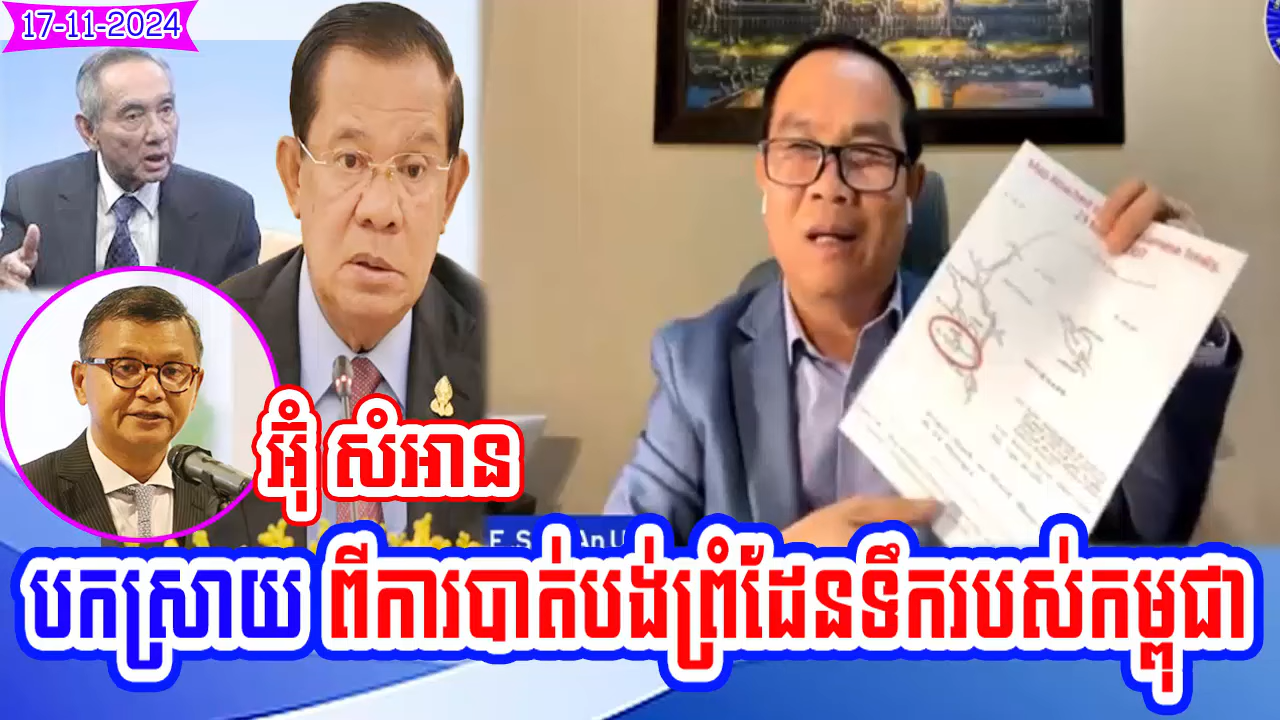 17-11-2024
អ៊ុំ សំអាន
បកស្រាយ ពីការបាត់បង់ព្រំដែនទឹករបស់កម្ពុជា